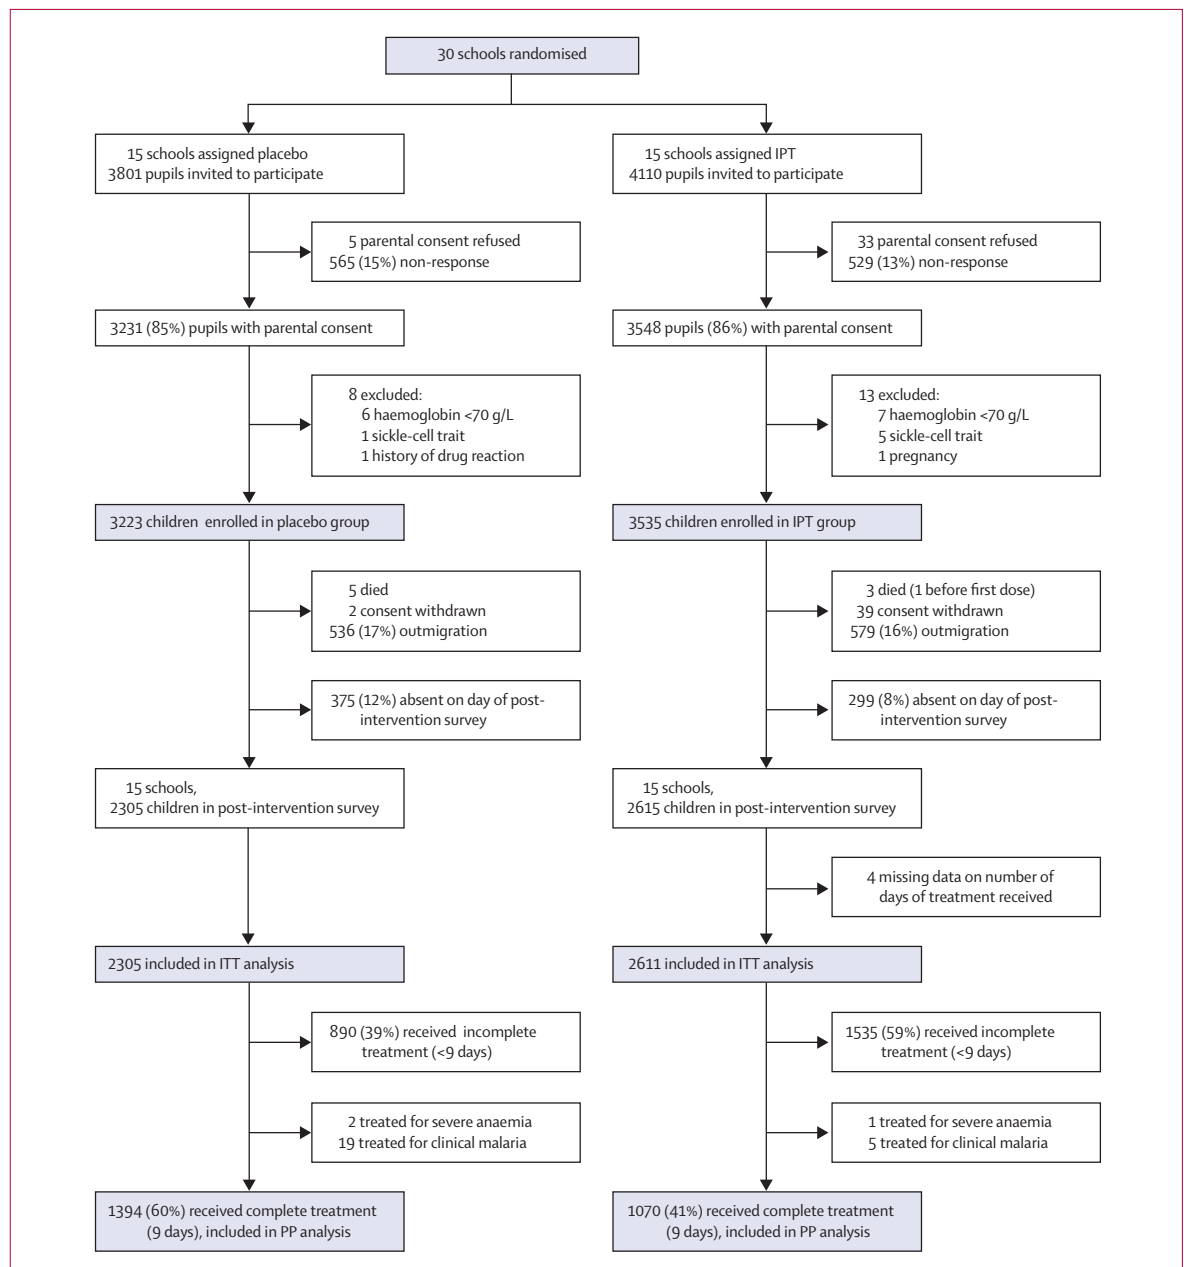 30 schools randomised
15 schools assigned placebo
3801 pupils invited to participate
15 schools assigned IPT
4110 pupils invited to participate
5 parental consent refused
565 (15%) non-response
33 parental consent refused
529 (13%) non-response
3231 (85%) pupils with parental consent
3548 pupils (86%) with parental consent
8 excluded:
6 haemoglobin <70 g/L
1 sickle-cell trait
1 history of drug reaction
13 excluded:
7 haemoglobin <70 g/L
5 sickle-cell trait
1 pregnancy
3223 children enrolled in placebo group
3535 children enrolled in IPT group
5 died
2 consent withdrawn
536 (17%) outmigration
3 died (1 before first dose)
39 consent withdrawn
579 (16%) outmigration
375 (12%) absent on day of post-
intervention survey
299 (8%) absent on day of post-
intervention survey
15 schools,
2305 children in post-intervention survey
15 schools,
2615 children in post-intervention survey
4 missing data on number of
days of treatment received
2305 included in ITT analysis
2611 included in ITT analysis
890 (39%) received incomplete
treatment (<9 days)
1535 (59%) received incomplete
treatment (<9 days)
2 treated for severe anaemia
19 treated for clinical malaria
1 treated for severe anaemia
5 treated for clinical malaria
1394 (60%) received complete treatment
(9 days), included in PP analysis
1070 (41%) received complete treatment
(9 days), included in PP analysis